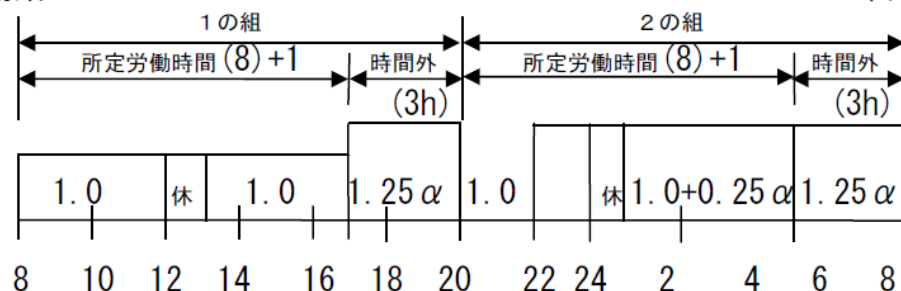 1の組 2の組
所定労働時間(8)+1 時間外 所定労働時間(8)+1 時間外
(3h) (3h)
1.0 休 1.0 1.25α 1.0 休 1.0+0.25α 1.25α
8 10 12 14 16 18 20 22 24 2 4 6 8